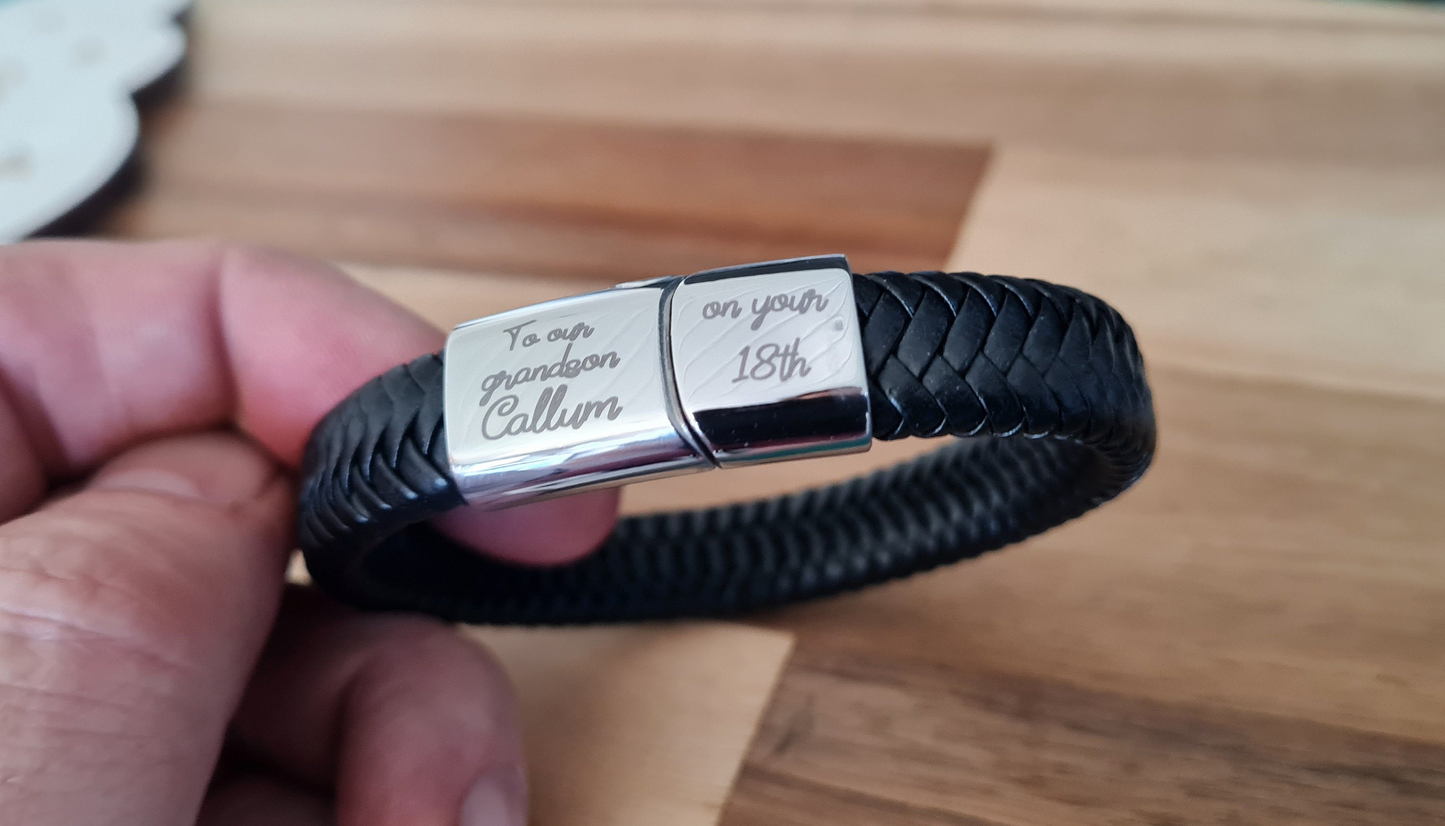 To our
grandson
Callum
on your
18th